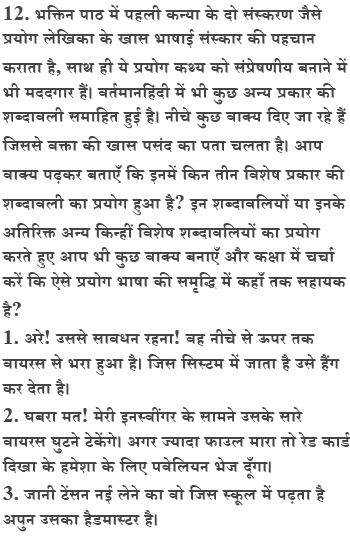 12. भक्तिन पाठ में पहली कन्या के दो संस्करण जैसे
प्रयोग लेखिका के खास भाषाई संस्कार की पहचान
कराता है, साथ ही ये प्रयोग कथ्य को संप्रेषणीय बनाने में
भी मददगार हैं। वर्तमानहिंदी में भी कुछ अन्य प्रकार की
शब्दावली समाहित हुई है। नीचे कुछ वाक्य दिए जा रहे हैं
जिससे वक्ता की खास पसंद का पता चलता है। आप
वाक्य पढ़कर बताएँ कि इनमें किन तीन विशेष प्रकार की
शब्दावली का प्रयोग हुआ है? इन शब्दावलियों या इनके
अतिरिक्त अन्य किन्हीं विशेष शब्दावलियों का प्रयोग
करते हुए आप भी कुछ वाक्य बनाएँ और कक्षा में चर्चा
करें कि ऐसे प्रयोग भाषा की समृद्धि में कहाँ तक सहायक
है?
1. अरे! उससे सावधन रहना! वह नीचे से ऊपर तक
वायरस से भरा हुआ है। जिस सिस्टम में जाता है उसे हैंग
कर देता है।
2. घबरा मत! मेरी इनस्वींगर के सामने उसके सारे
वायरस घुटने टेकेंगे। अगर ज्यादा फाउल मारा तो रेड कार्ड
दिखा के हमेशा के लिए पवेलियन भेज दूँगा।
3. जानी टेंसन नई लेने का वो जिस स्कूल में पढ़ता है
अपुन उसका हैडमास्टर है।